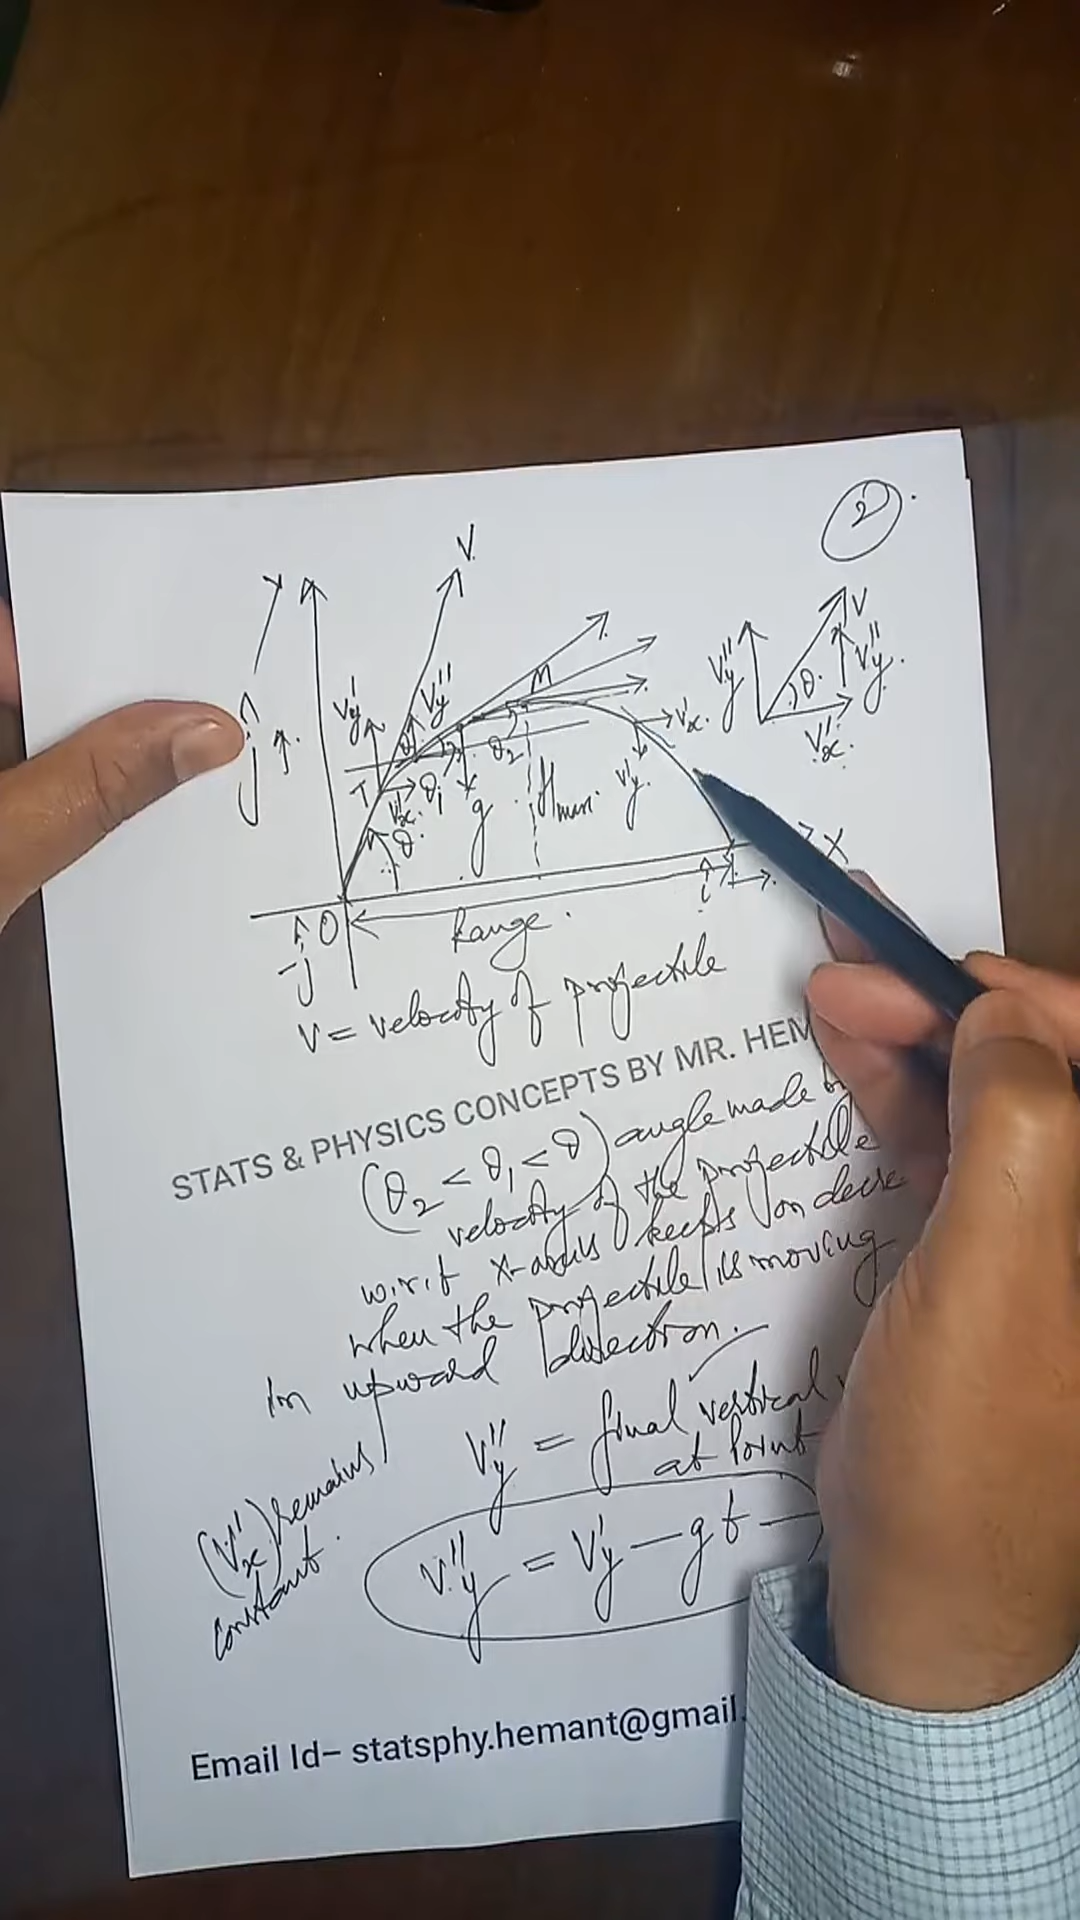 2
V
Y
V
V''y
V''y
θ
V'x
V'y
V''y
M
V'x
ĵ
θ2
T
θ1
V'x
g
Hmax
V'y
θ
X
î
-ĵ
O
Range
V = velocity of projectile
STATS & PHYSICS CONCEPTS BY MR. HEM
(θ2 < θ1 < θ) angle made by
velocity of the projectile
w.r.t X-axis keeps on decre
when the projectile is moving
in upward direction.
V''y = final vertical
at point
(V''x) remains
constant.
V''y = V'y - gt
Email Id– statsphy.hemant@gmail.